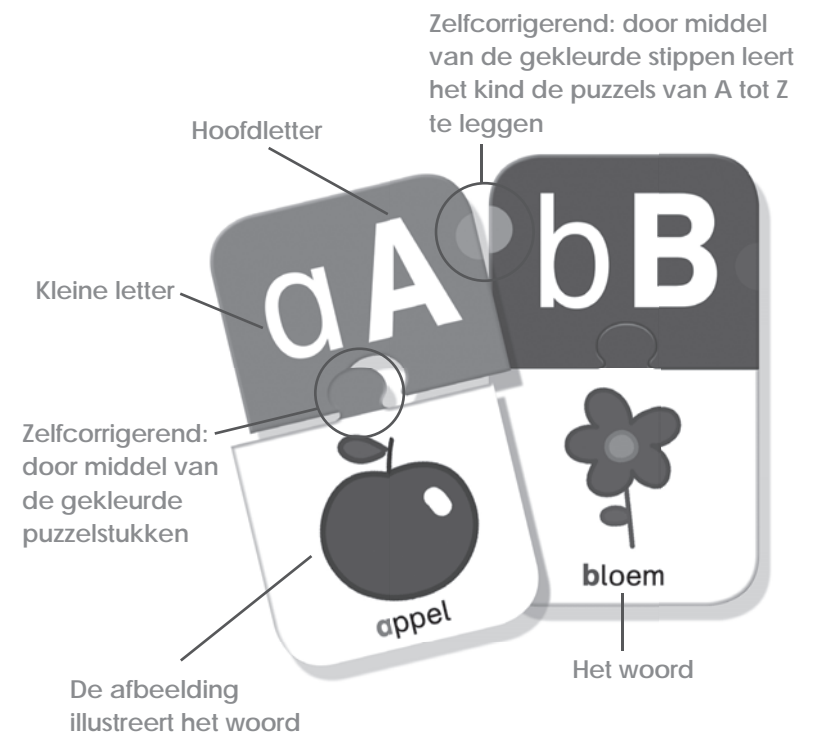 Zelfcorrigerend: door middel
van de gekleurde stippen leert
het kind de puzzels van A tot Z
te leggen
Hoofdletter
aA
bB
Kleine letter
Zelfcorrigerend:
door middel van
de gekleurde
puzzelstukken
bloem
appel
Het woord
De afbeelding
illustreert het woord